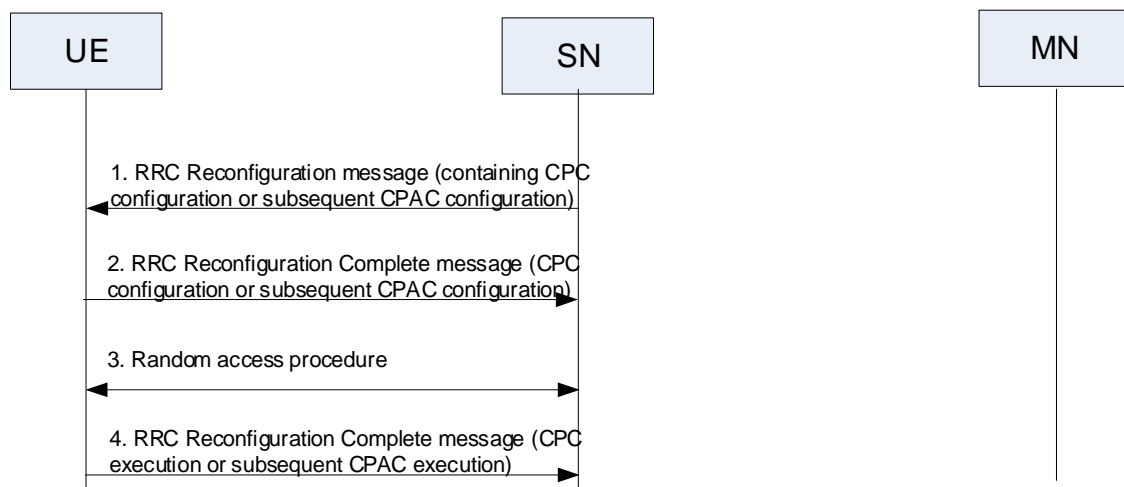 UE
SN
MN
1. RRC Reconfiguration message (containing CPC
configuration or subsequent CPAC configuration)
2. RRC Reconfiguration Complete message (CPC
configuration or subsequent CPAC configuration)
3. Random access procedure
4. RRC Reconfiguration Complete message (CPC
execution or subsequent CPAC execution)